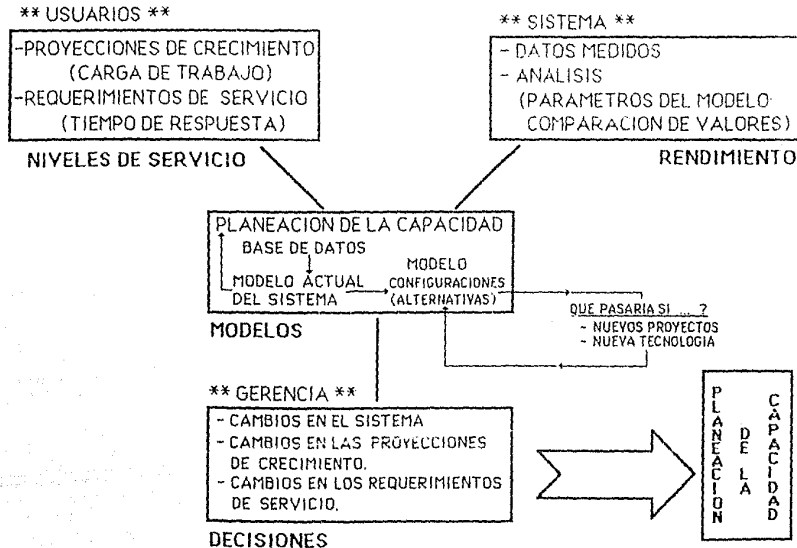 ** USUARIOS **
-PROYECCIONES DE CRECIMIENTO
(CARGA DE TRABAJO)
-REQUERIMIENTOS DE SERVICIO
(TIEMPO DE RESPUESTA)
NIVELES DE SERVICIO
** SISTEMA **
- DATOS MEDIDOS
- ANALISIS
(PARAMETROS DEL MODELO
COMPARACION DE VALORES)
RENDIMIENTO
PLANEACION DE LA CAPACIDAD
BASE DE DATOS
MODELO ACTUAL
DEL SISTEMA
MODELO
CONFIGURACIONES
(ALTERNATIVAS)
MODELOS
QUE PASARIA SI ....?
- NUEVOS PROYECTOS
- NUEVA TECNOLOGIA
** GERENCIA **
- CAMBIOS EN EL SISTEMA
- CAMBIOS EN LAS PROYECCIONES
DE CRECIMIENTO.
- CAMBIOS EN LOS REQUERIMIENTOS
DE SERVICIO.
DECISIONES
PLANEACION
DE LA
CAPACIDAD